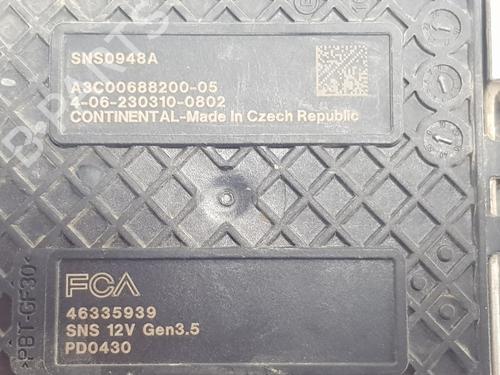 SNS0948A
A3C00688200-05
4-06-230310-0802
CONTINENTAL-Made in Czech Republic
FCA
46335939
SNS 12V Gen3.5
PD0430
>PBT-GF30<
B-PARTS